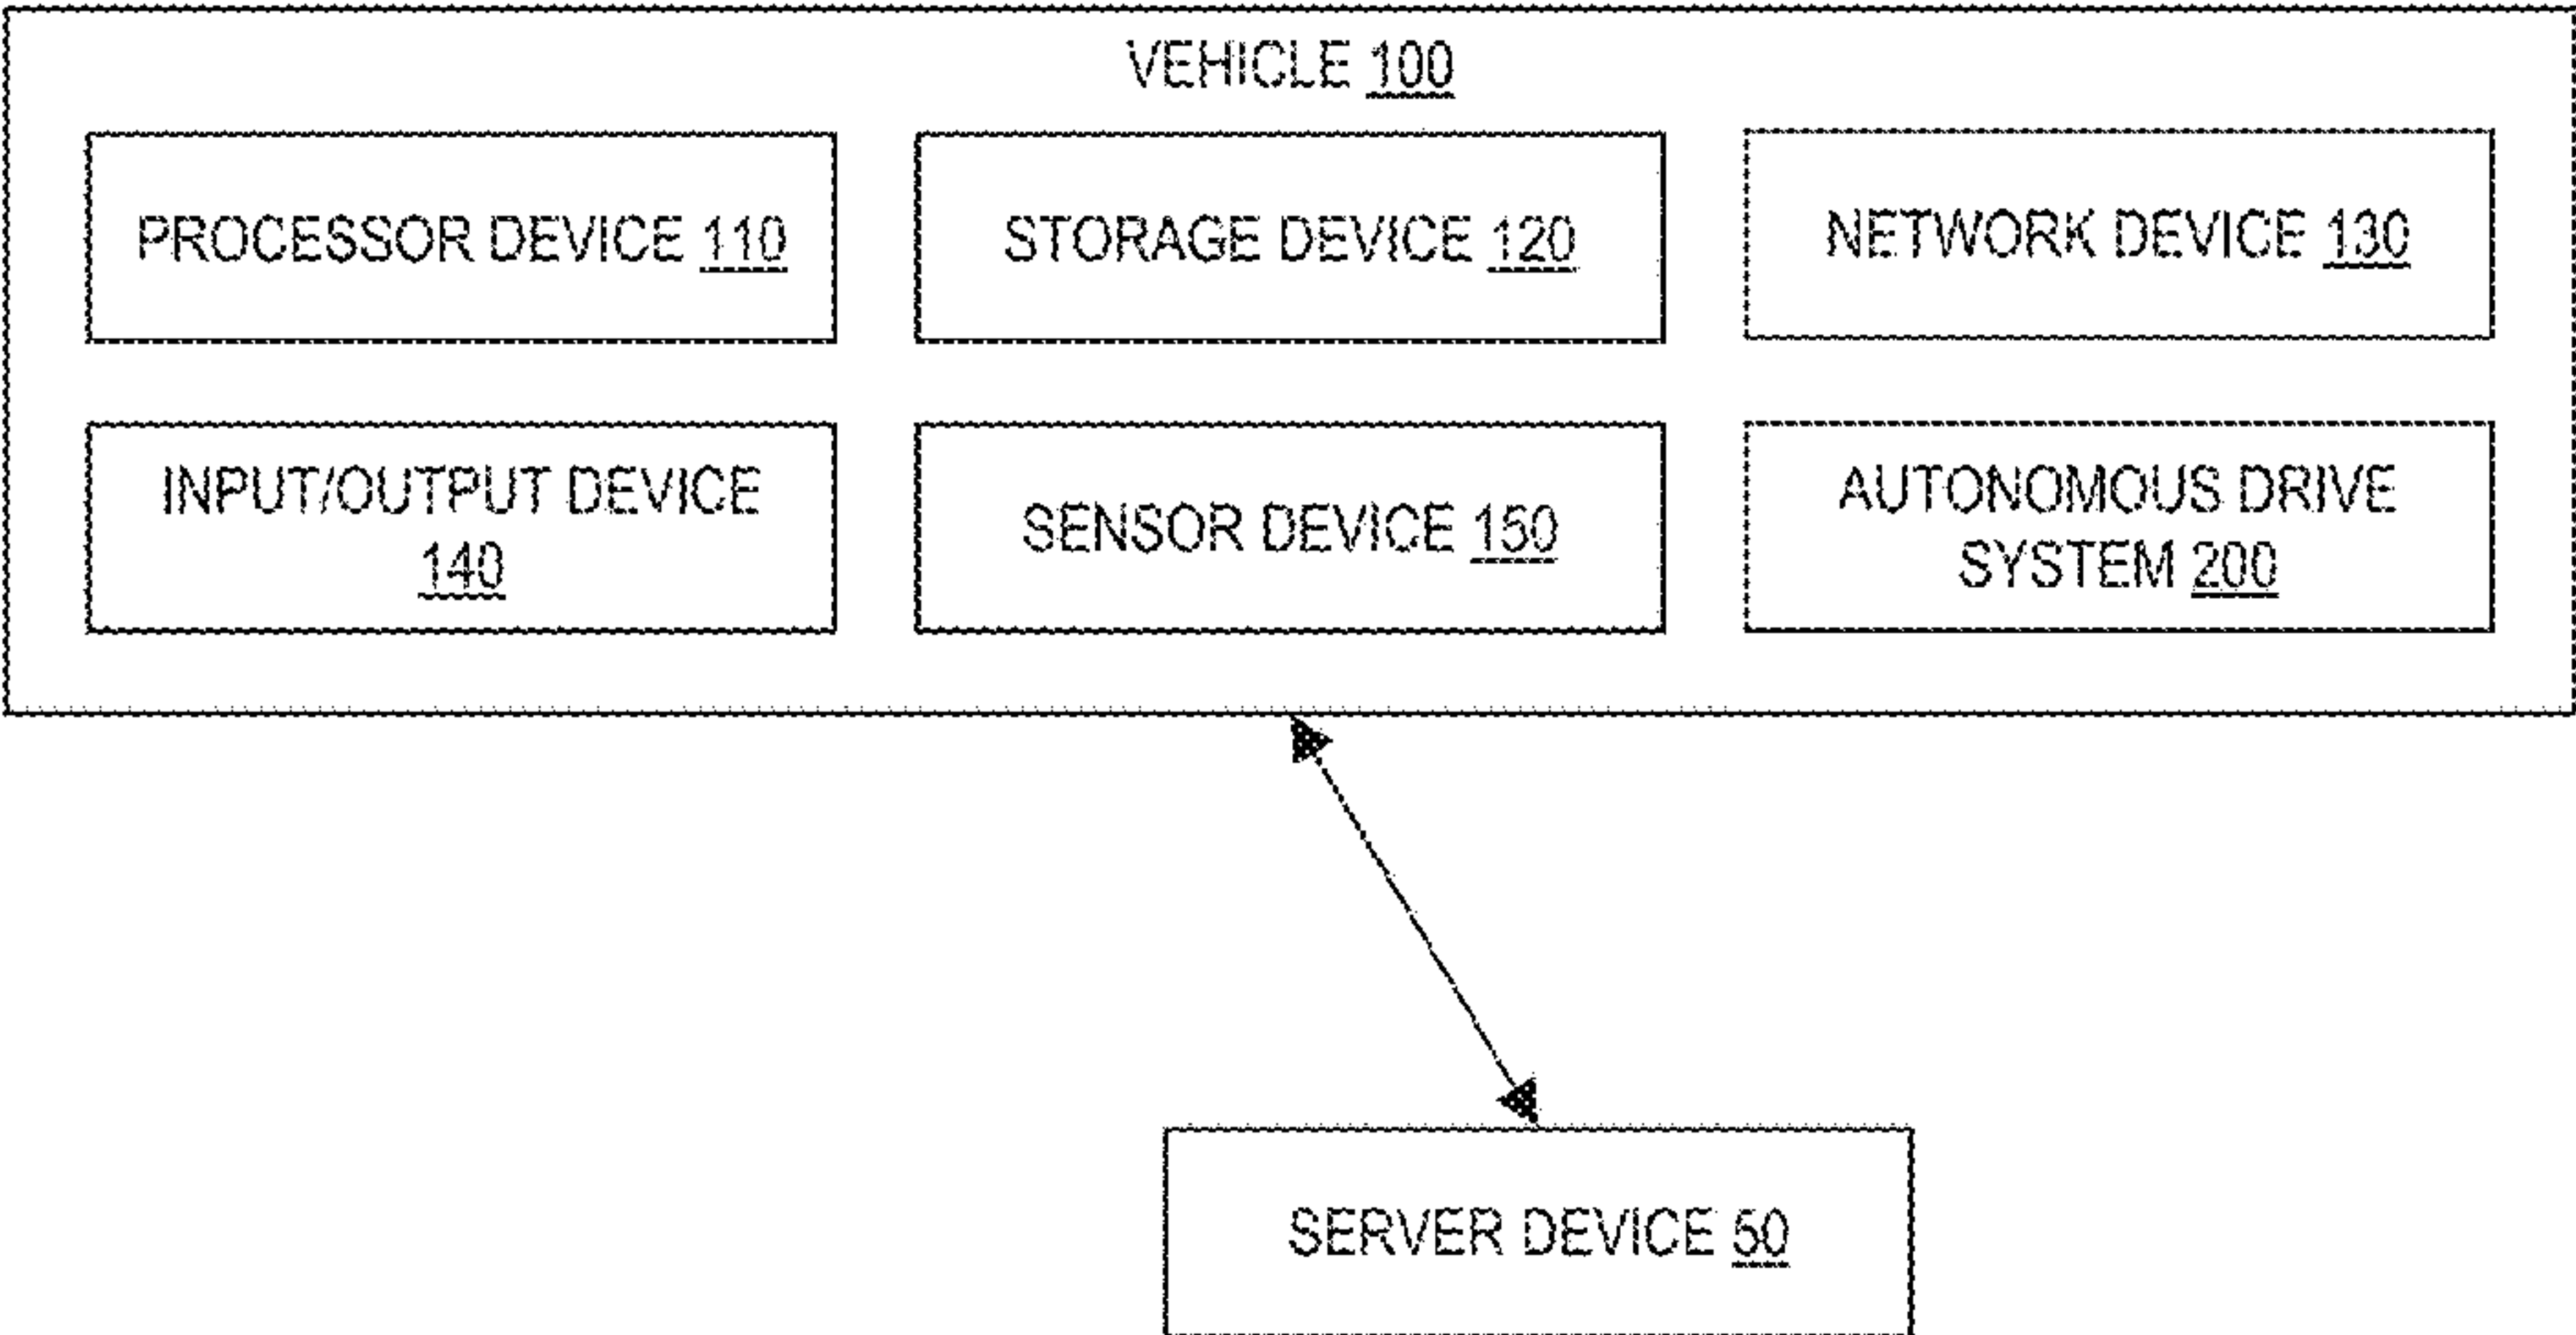 VEHICLE 100
PROCESSOR DEVICE 110
STORAGE DEVICE 120
NETWORK DEVICE 130
INPUT/OUTPUT DEVICE
140
SENSOR DEVICE 150
AUTONOMOUS DRIVE
SYSTEM 200
SERVER DEVICE 50